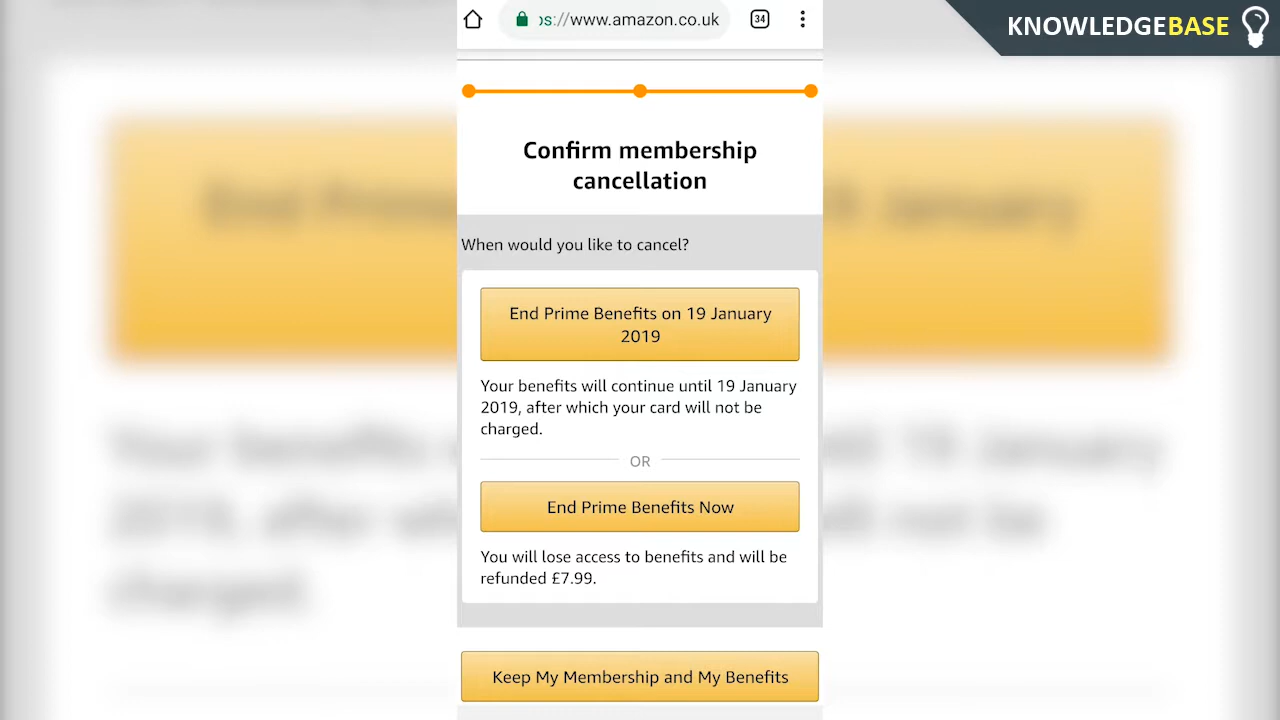 ps://www.amazon.co.uk
34
KNOWLEDGEBASE
Confirm membership
cancellation
When would you like to cancel?
End Prime Benefits on 19 January
2019
Your benefits will continue until 19 January
2019, after which your card will not be
charged.
OR
End Prime Benefits Now
You will lose access to benefits and will be
refunded £7.99.
Keep My Membership and My Benefits